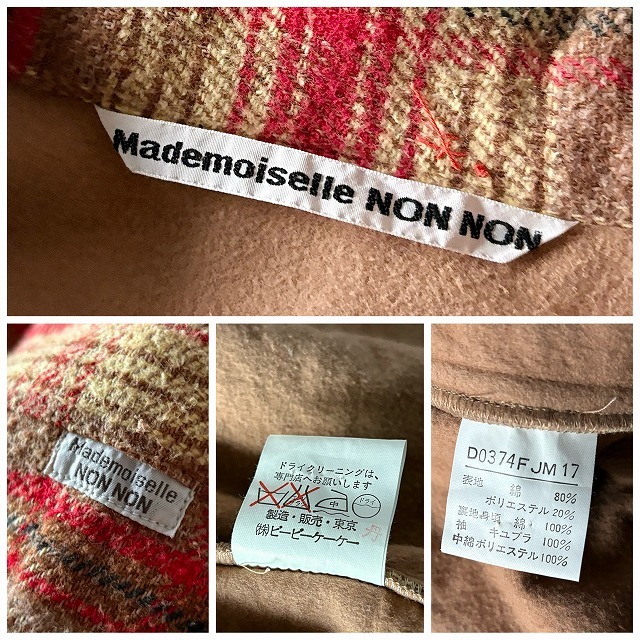 Mademoiselle NON NON
Mademoiselle
NON NON
ドライクリーニングは、
専門店へお願いします
中
ドライ
製造・販売・東京
㈱ピーピーケーケー
D0374FJM17
表地 綿 80%
ポリエステル 20%
裏地身頃 綿 100%
袖 キュプラ 100%
中綿ポリエステル100%